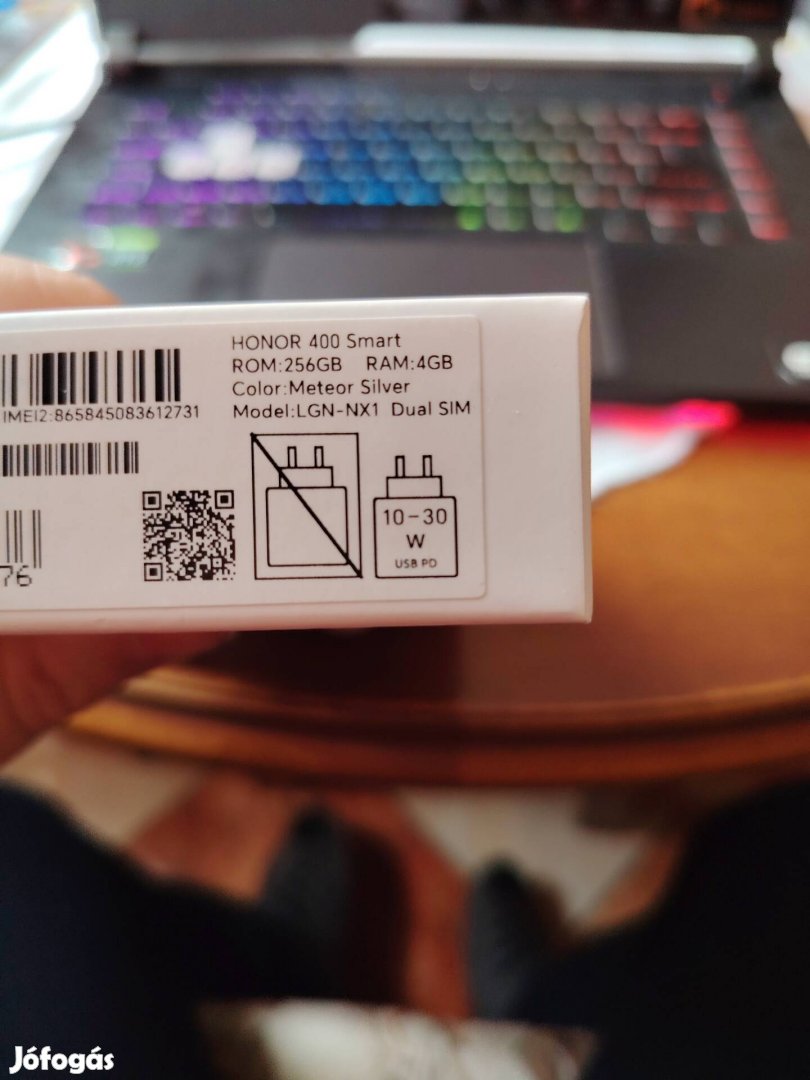 HONOR 400 Smart
ROM:256GB RAM:4GB
Color:Meteor Silver
Model:LGN-NX1 Dual SIM
IMEI2:865845083612731
10-30
W
USB PD
76
Jófogás